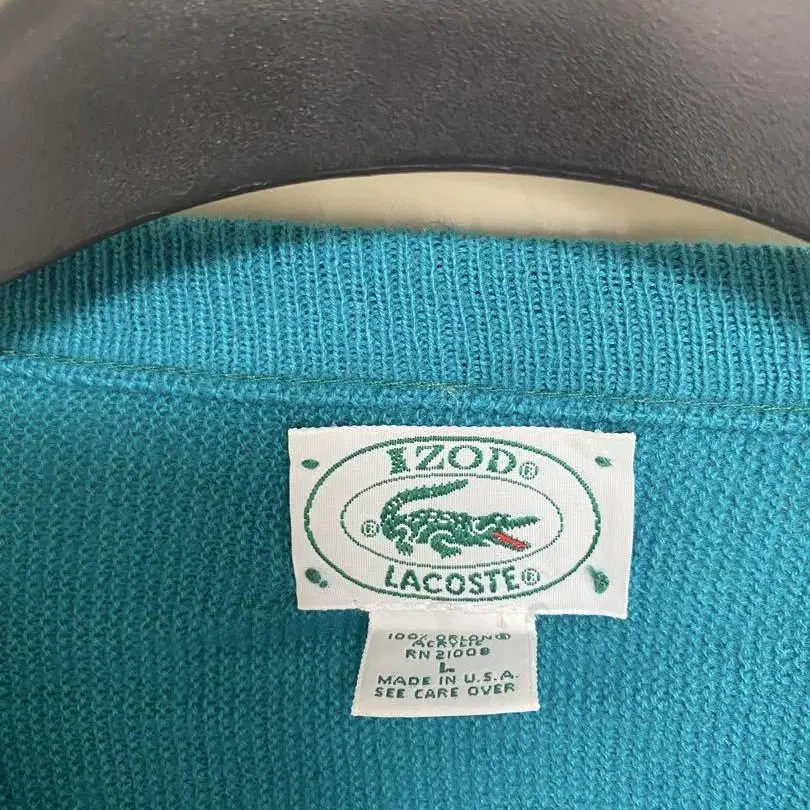 IZOD®
®
LACOSTE®
100% ORLON®
ACRYLIC
RN 21008
L
MADE IN U.S.A.
SEE CARE OVER